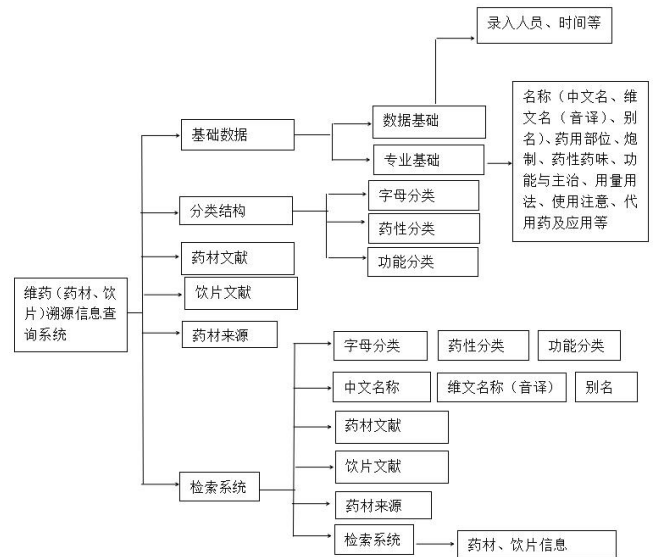 录入人员、时间等
名称（中文名、维
文名（音译）、别
名）、药用部位、炮
制、药性药味、功
能与主治、用量用
法、使用注意、代
用药及应用等
基础数据
数据基础
专业基础
分类结构
字母分类
药性分类
功能分类
药材文献
饮片文献
药材来源
维药（药材、饮
片）溯源信息查
询系统
字母分类
药性分类
功能分类
中文名称
维文名称（音译）
别名
药材文献
饮片文献
药材来源
检索系统
检索系统
药材、饮片信息